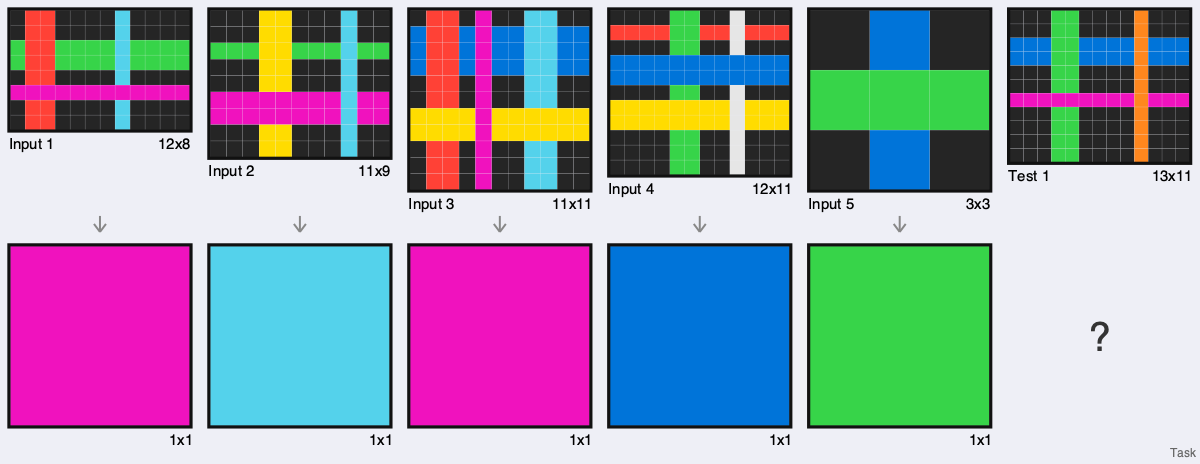 Input 1 12x8
Input 2 11x9
Input 3 11x11
Input 4 12x11
Input 5 3x3
Test 1 13x11
?
1x1
1x1
1x1
1x1
1x1
Task